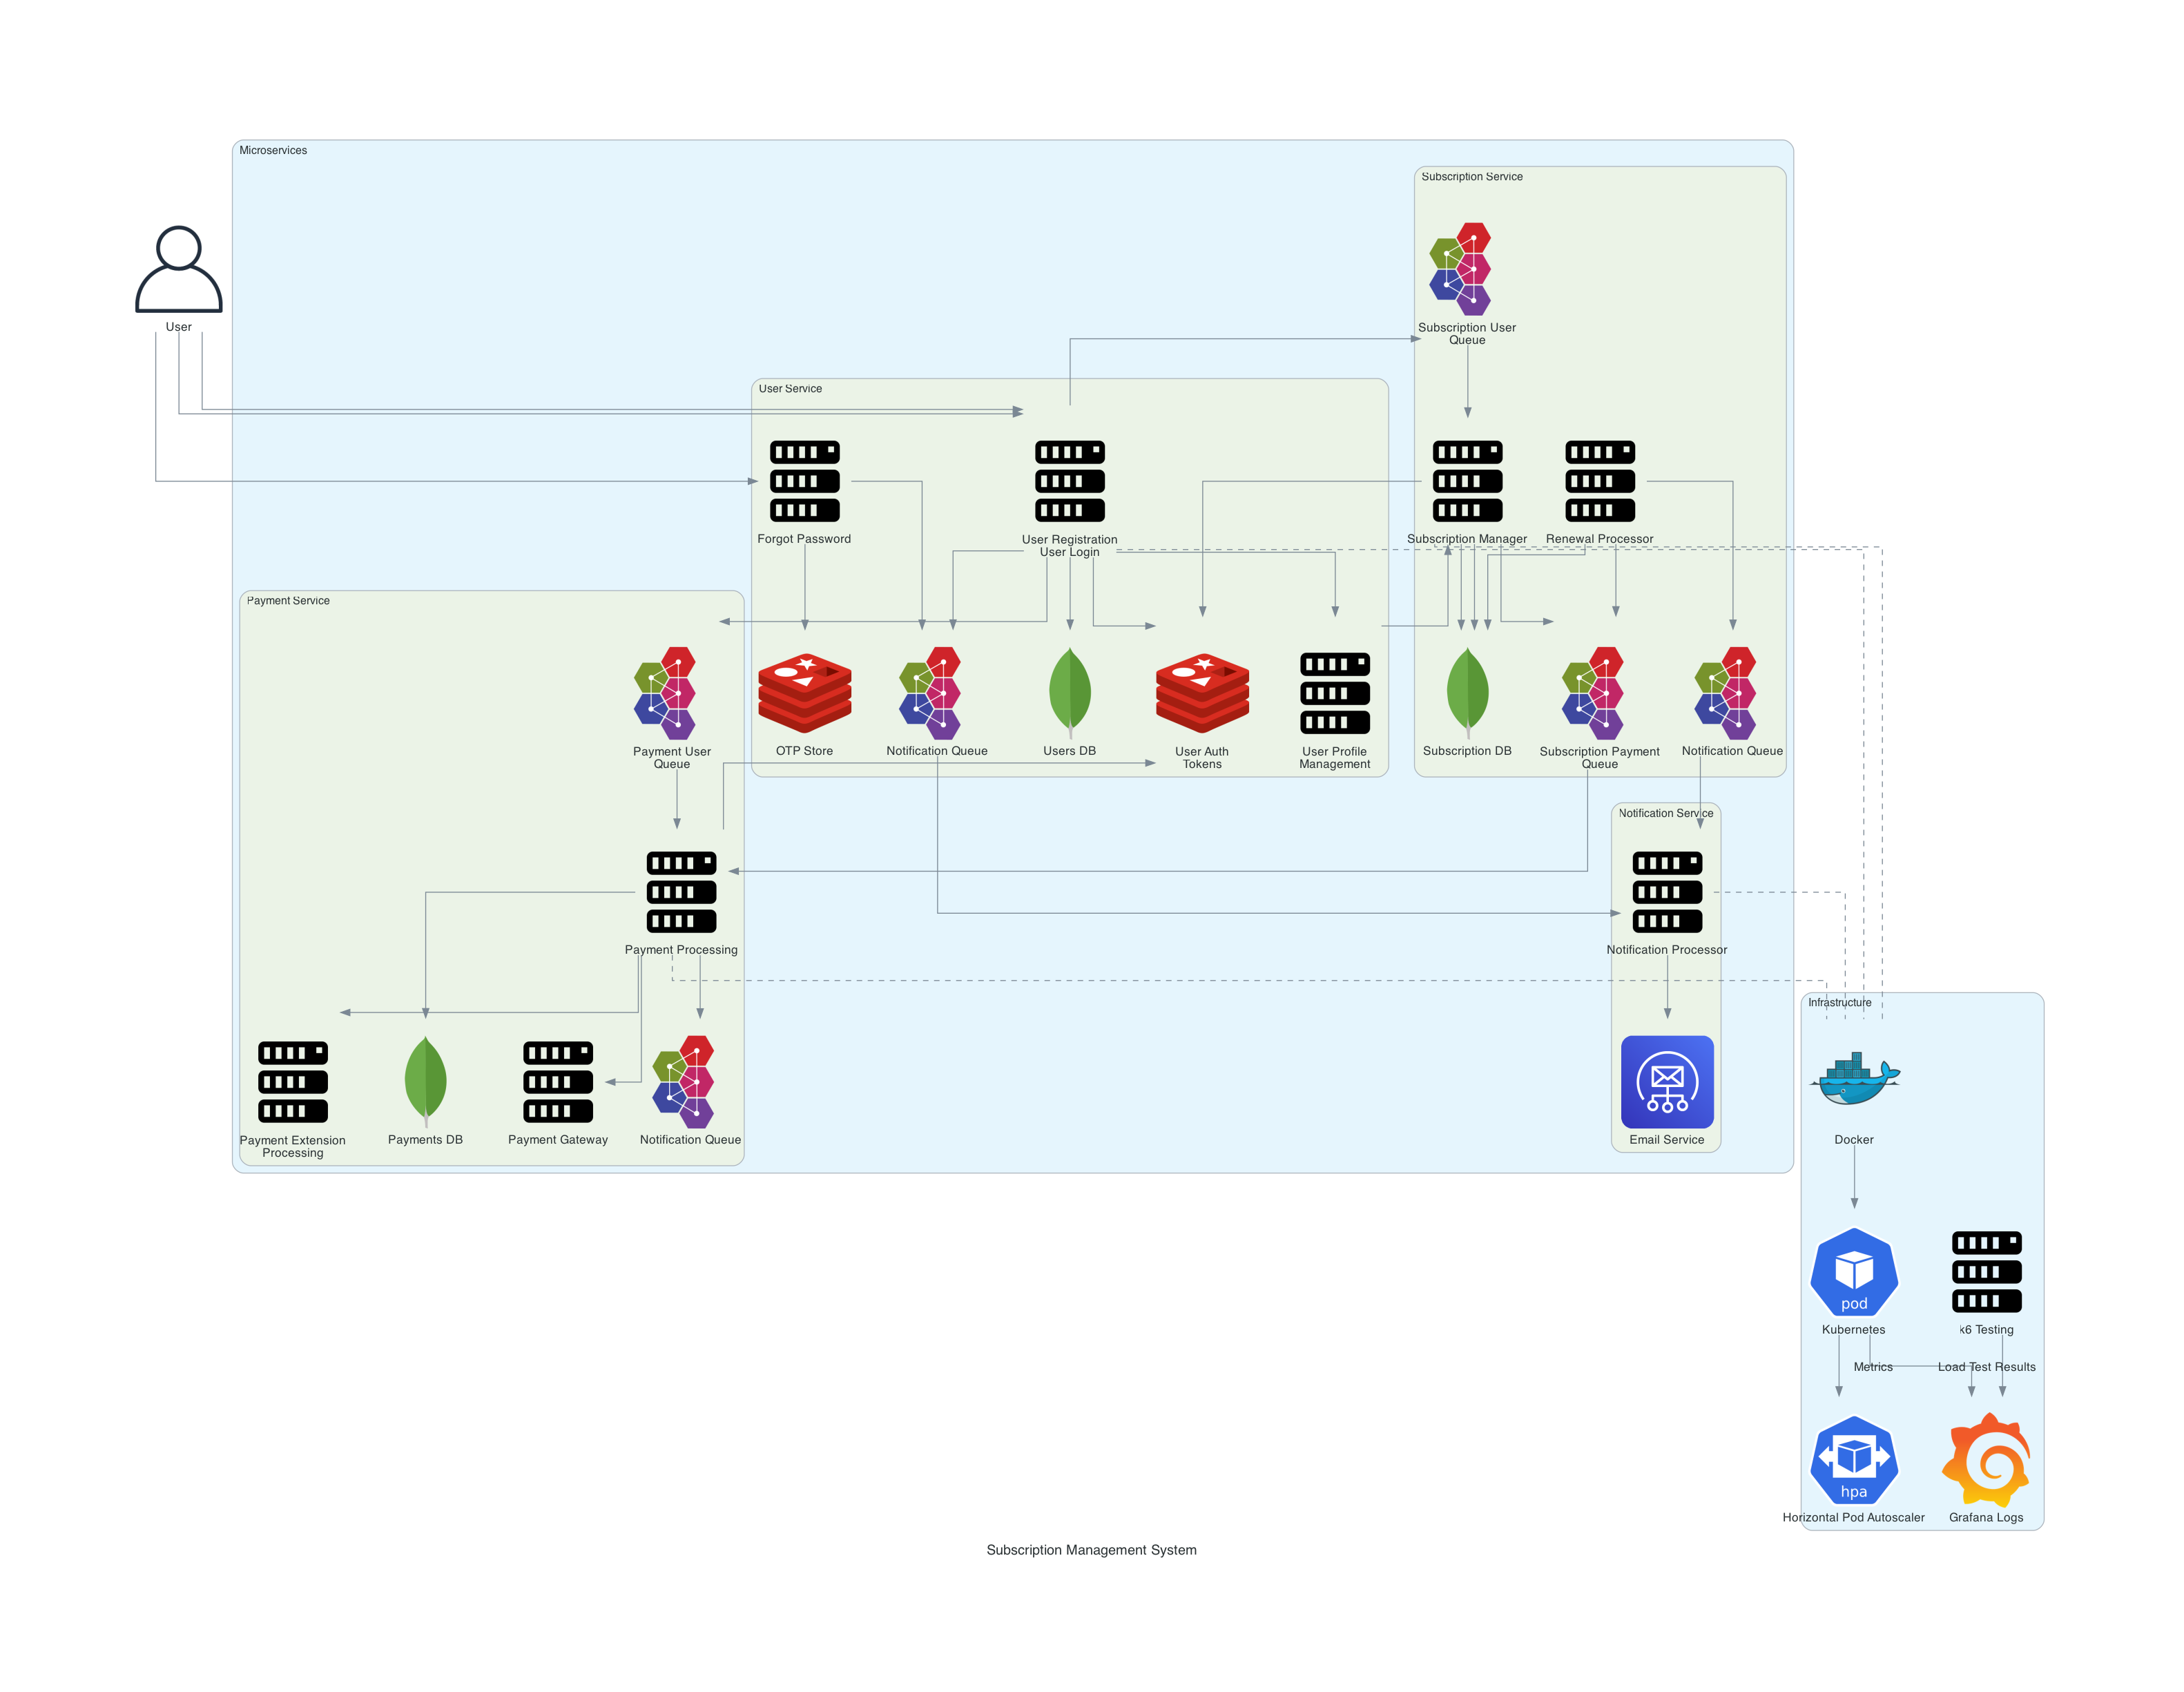 Microservices
Subscription Service
User
Subscription User
Queue
User Service
Forgot Password
User Registration
User Login
Subscription Manager
Renewal Processor
Payment Service
Payment User
Queue
OTP Store
Notification Queue
Users DB
User Auth
Tokens
User Profile
Management
Subscription DB
Subscription Payment
Queue
Notification Queue
Notification Service
Payment Processing
Notification Processor
Infrastructure
Payment Extension
Processing
Payments DB
Payment Gateway
Notification Queue
Email Service
Docker
pod
Kubernetes
k6 Testing
Metrics
Load Test Results
hpa
Horizontal Pod Autoscaler
Grafana Logs
Subscription Management System